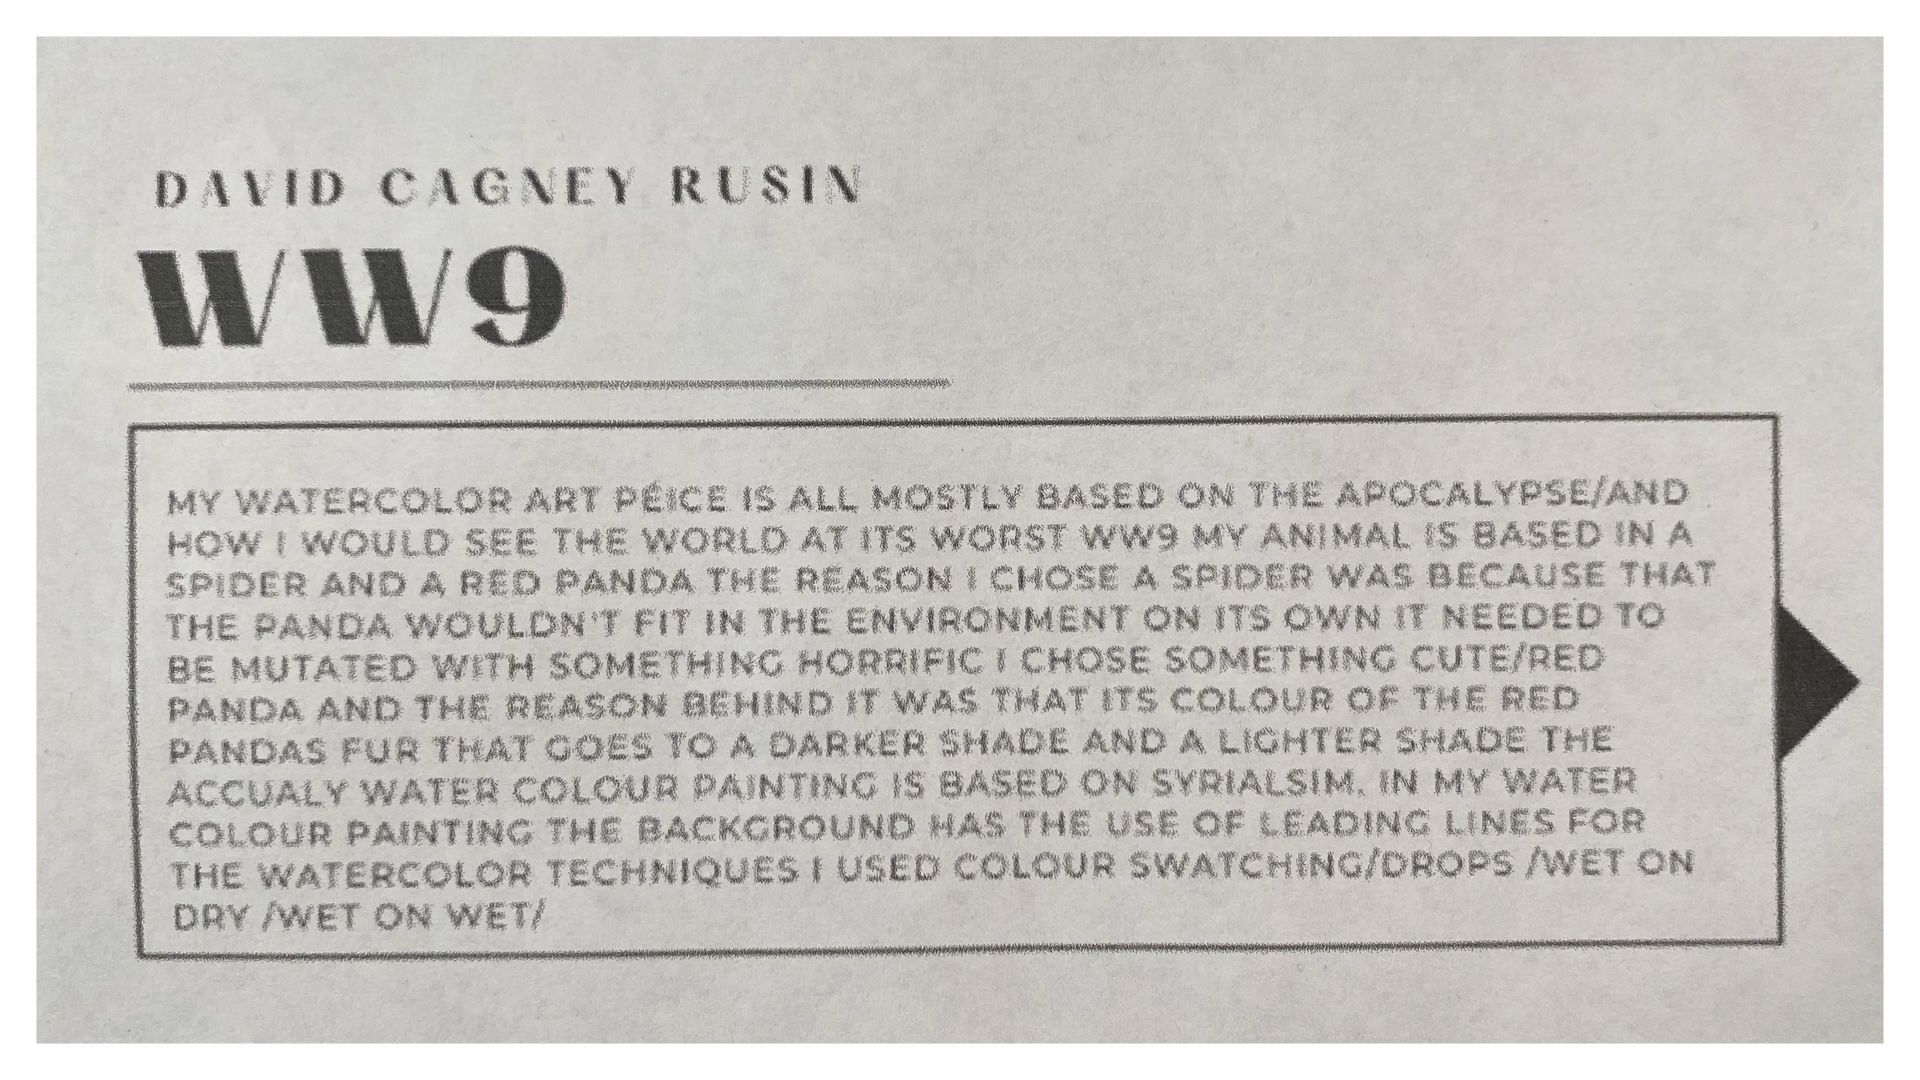 DAVID CAGNEY RUSIN
WW9
MY WATERCOLOR ART PÉICE IS ALL MOSTLY BASED ON THE APOCALYPSE/AND
HOW I WOULD SEE THE WORLD AT ITS WORST WW9 MY ANIMAL IS BASED IN A
SPIDER AND A RED PANDA THE REASON I CHOSE A SPIDER WAS BECAUSE THAT
THE PANDA WOULDN'T FIT IN THE ENVIRONMENT ON ITS OWN IT NEEDED TO
BE MUTATED WITH SOMETHING HORRIFIC I CHOSE SOMETHING CUTE/RED
PANDA AND THE REASON BEHIND IT WAS THAT ITS COLOUR OF THE RED
PANDAS FUR THAT GOES TO A DARKER SHADE AND A LIGHTER SHADE THE
ACCUALY WATER COLOUR PAINTING IS BASED ON SYRIALSIM. IN MY WATER
COLOUR PAINTING THE BACKGROUND HAS THE USE OF LEADING LINES FOR
THE WATERCOLOR TECHNIQUES I USED COLOUR SWATCHING/DROPS /WET ON
DRY /WET ON WET/